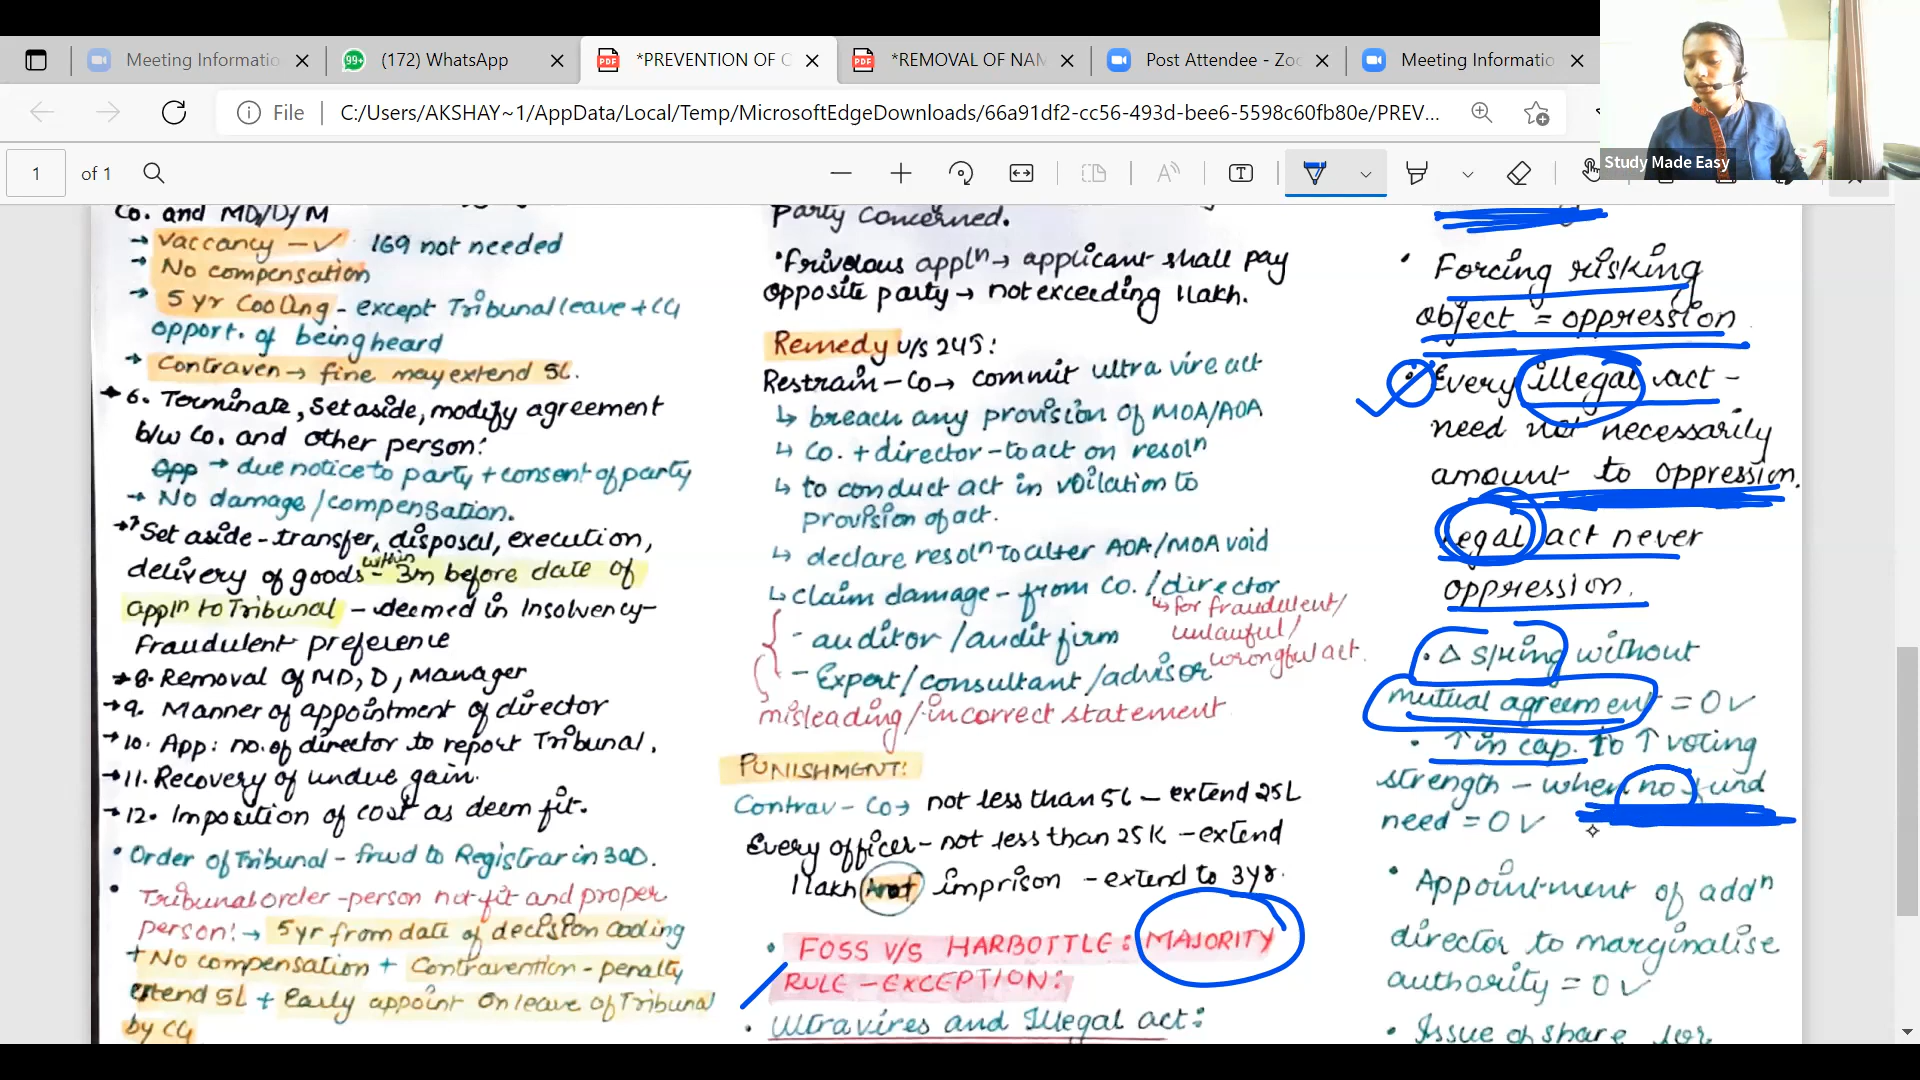 Meeting Informatio
(172) WhatsApp
*PREVENTION OF O
*REMOVAL OF NAM
Post Attendee - Zoo
Meeting Informatio
File
C:/Users/AKSHAY~1/AppData/Local/Temp/MicrosoftEdgeDownloads/66a91df2-cc56-493d-bee6-5598c60fb80e/PREV...
Study Made Easy
1 of 1
Co. and MD/D/M
→ Vaccancy - ✓ 169 not needed
→ No compensation
→ 5 yr Cooling - except Tribunal leave + CG
opport. of being heard
→ Contraven → fine may extend 5L.
→ 6. Terminate, Set aside, modify agreement
b/w Co. and other person:
Opp → due notice to party + consent of party
→ No damage/compensation.
→ 7 Set aside - transfer, disposal, execution,
delivery of goods - within 3m before date of
appln to Tribunal - deemed in Insolvency -
Fraudulent preference
→ 8. Removal of MD, D, Manager
→ 9. Manner of appointment of director
→ 10. App: no. of director to report Tribunal.
→ 11. Recovery of undue gain.
→ 12. Imposition of cost as deem fit.
• Order of Tribunal - frwd to Registrar in 30D.
• Tribunal order - person not fit and proper
person: → 5yr from date of decision Cooling
+ No compensation + Contravention - penalty
extend 5L + Early appoint on leave of Tribunal
by CG
Party Concerned.
• Frivolous appln → applicant shall pay
opposite party → not exceeding 1 lakh.
Remedy u/s 245:
Restrain - Co → commit ultra vire act
↳ breach any provision of MOA/AOA
↳ Co. + director - to act on resoln
↳ to conduct act in voilation to
provision of act.
↳ declare resoln to alter AOA/MOA void
↳ claim damage - from co. / director
↳ for fraudulent/
unlawful/
wrongful act.
- auditor / audit firm
- Expert / consultant / advisor
misleading / incorrect statement
PUNISHMENT:
Contrav - Co → not less than 5L - extend 25L
Every officer - not less than 25K - extend
1 lakh imprison - extend to 3yr.
• FOSS V/S HARBOTTLE: MAJORITY
RULE - EXCEPTION:
• Ultravires and Illegal act:
• Forcing risking
object = oppression
• Every illegal act -
need not necessarily
amount to oppression.
legal act never
oppression.
• Δ s/hing without
mutual agreement = O ✓
• ↑ in cap. to ↑ voting
strength - when no fund
need = O ✓
• Appointment of addn
director to marginalise
authority = O ✓
• Issue of share for